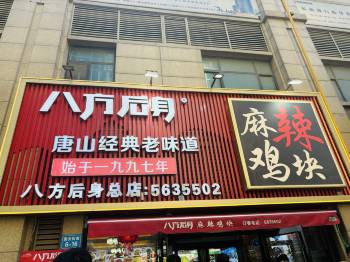 八方后身
唐山经典老味道
始于一九九七年
八方后身总店:5635502
麻辣鸡块
八方后身 麻辣鸡块